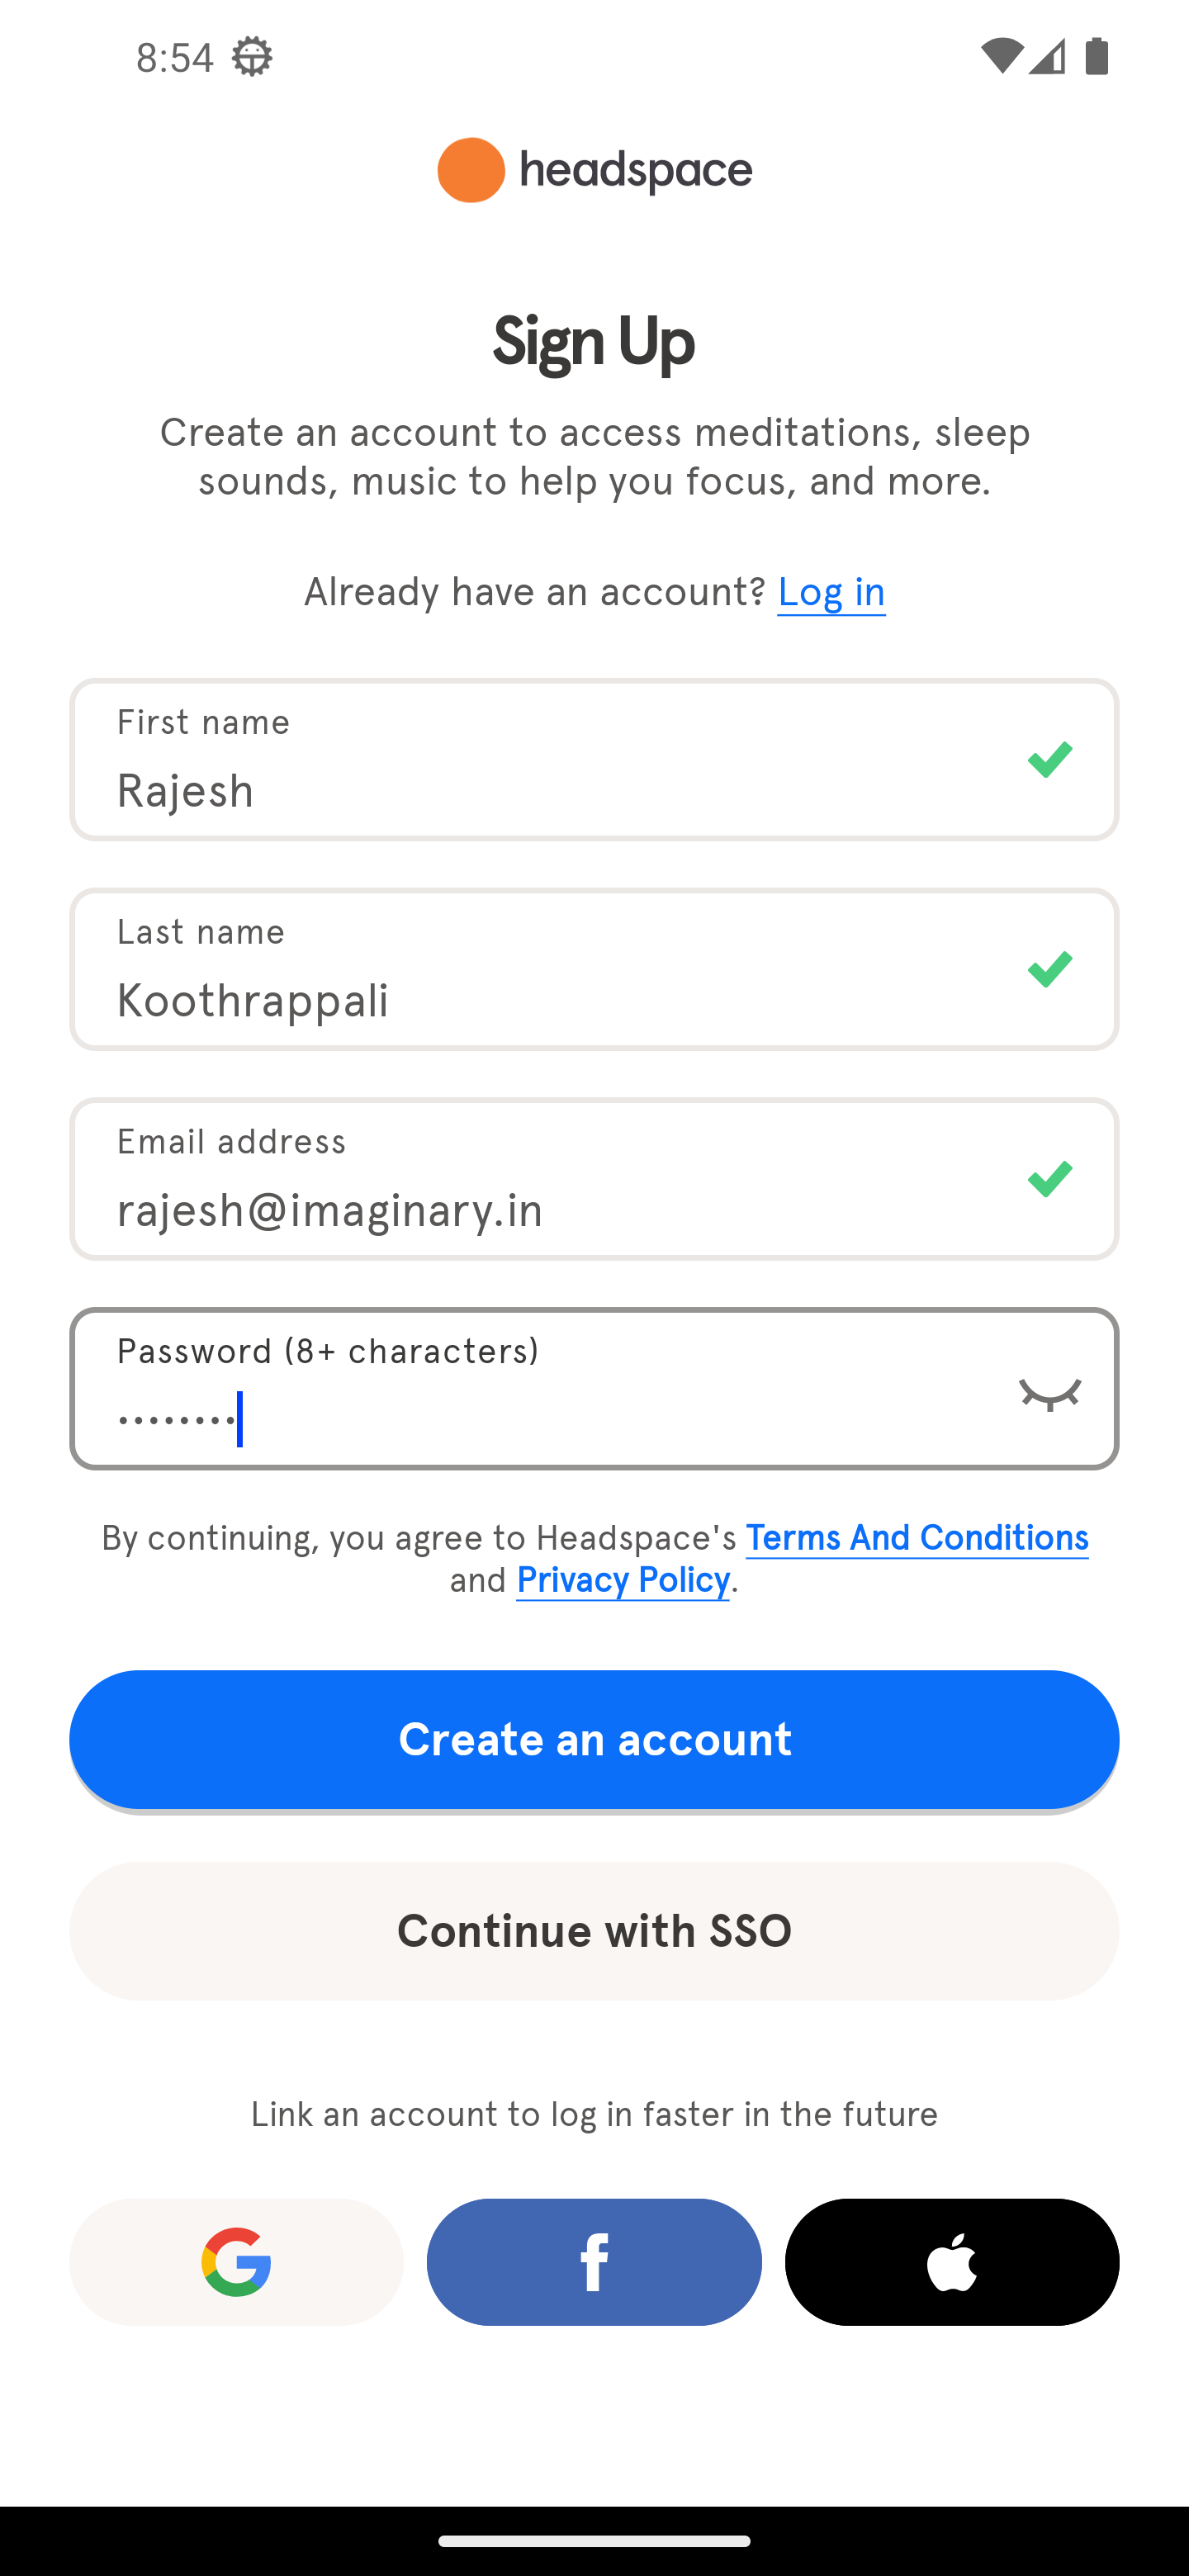 8:54
headspace
Sign Up
Create an account to access meditations, sleep
sounds, music to help you focus, and more.
Already have an account? Log in
First name
Rajesh
Last name
Koothrappali
Email address
rajesh@imaginary.in
Password (8+ characters)
••••••••
By continuing, you agree to Headspace's Terms And Conditions
and Privacy Policy.
Create an account
Continue with SSO
Link an account to log in faster in the future